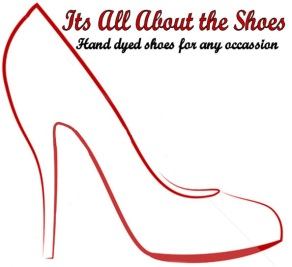 Its All About the Shoes
Hand dyed shoes for any occassion